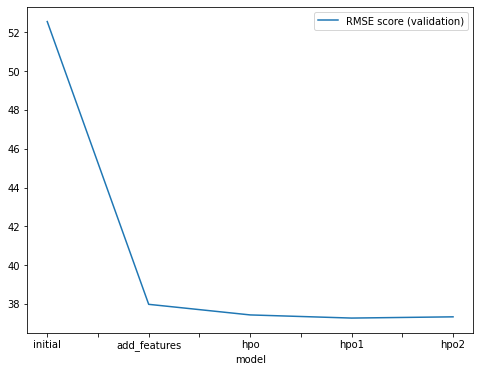 RMSE score (validation)
52
50
48
46
44
42
40
38
initial add_features hpo hpo1 hpo2
model